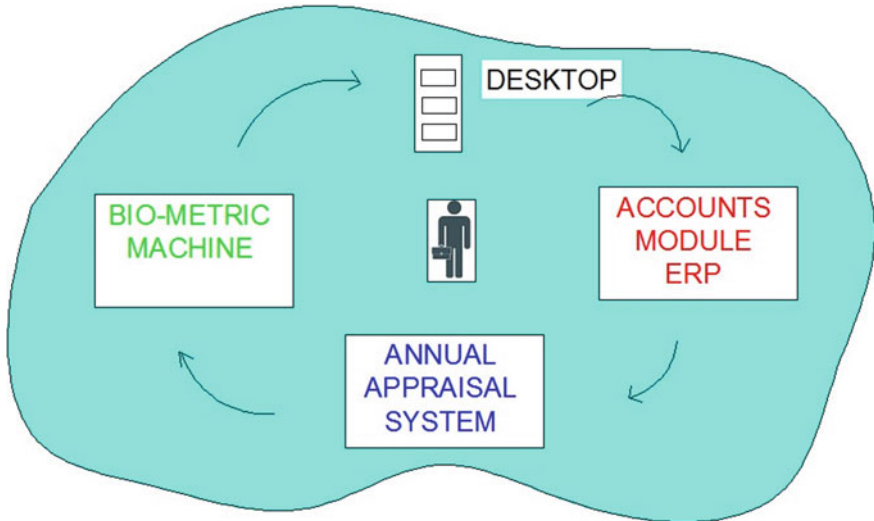 DESKTOP
BIO-METRIC
MACHINE
ACCOUNTS
MODULE
ERP
ANNUAL
APPRAISAL
SYSTEM